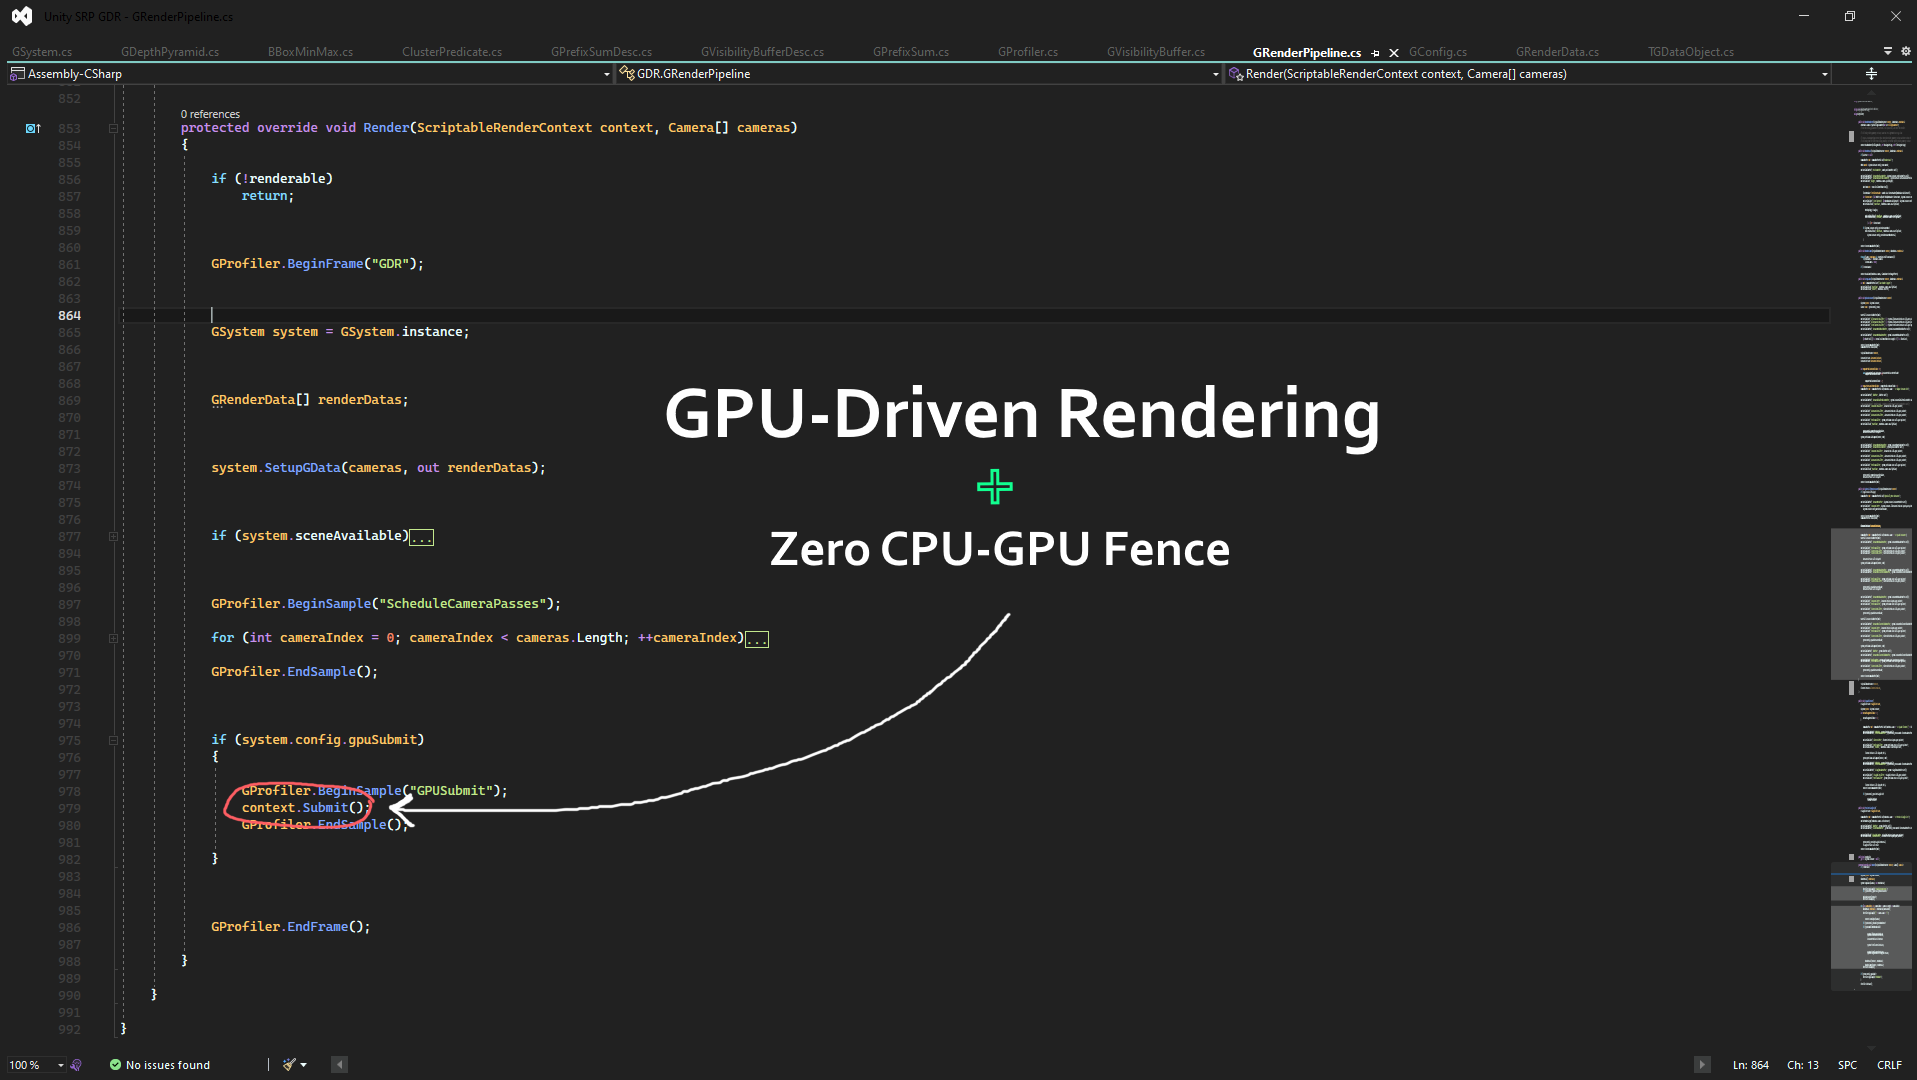 Unity SRP GDR - GRenderPipeline.cs
GSystem.cs GDepthPyramid.cs BBoxMinMax.cs ClusterPredicate.cs GPrefixSumDesc.cs GVisibilityBufferDesc.cs GPrefixSum.cs GProfiler.cs GVisibilityBuffer.cs GRenderPipeline.cs GConfig.cs GRenderData.cs TGDataObject.cs
Assembly-CSharp GDR.GRenderPipeline Render(ScriptableRenderContext context, Camera[] cameras)
852
0 references
853 protected override void Render(ScriptableRenderContext context, Camera[] cameras)
854 {
855
856 if (!renderable)
857 return;
858
859
860
861 GProfiler.BeginFrame("GDR");
862
863
864
865 GSystem system = GSystem.instance;
866
867
868
869 GRenderData[] renderDatas;
870
871
872
873 system.SetupGData(cameras, out renderDatas);
874
875
876
877 if (system.sceneAvailable)...
894
895
896
897 GProfiler.BeginSample("ScheduleCameraPasses");
898
899 for (int cameraIndex = 0; cameraIndex < cameras.Length; ++cameraIndex)...
970
971 GProfiler.EndSample();
972
973
974
975 if (system.config.gpuSubmit)
976 {
977
978 GProfiler.BeginSample("GPUSubmit");
979 context.Submit();
980 GProfiler.EndSample();
981
982 }
983
984
985
986 GProfiler.EndFrame();
987
988 }
989
990 }
991
992 }
GPU-Driven Rendering
+
Zero CPU-GPU Fence
100 % No issues found Ln: 864 Ch: 13 SPC CRLF